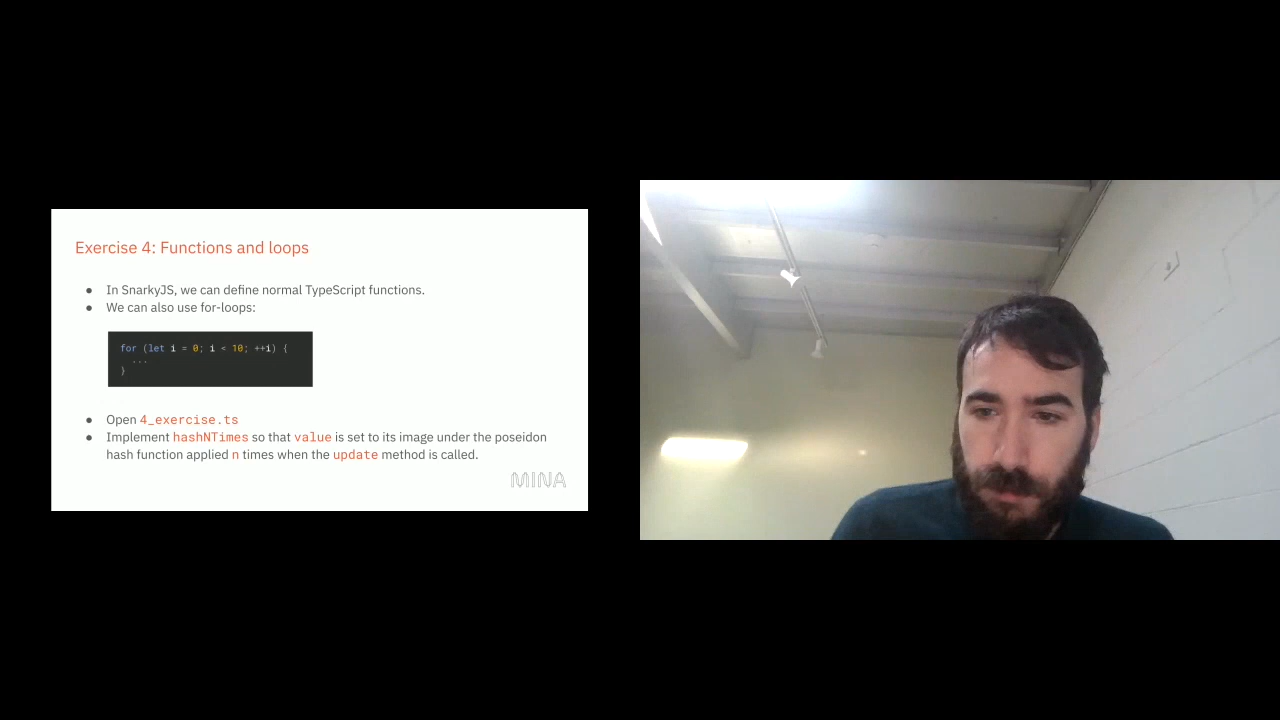 Exercise 4: Functions and loops
● In SnarkyJS, we can define normal TypeScript functions.
● We can also use for-loops:
for (let i = 0; i < 10; ++i) {
...
}
● Open 4_exercise.ts
● Implement hashNTimes so that value is set to its image under the poseidon
hash function applied n times when the update method is called.
MINA